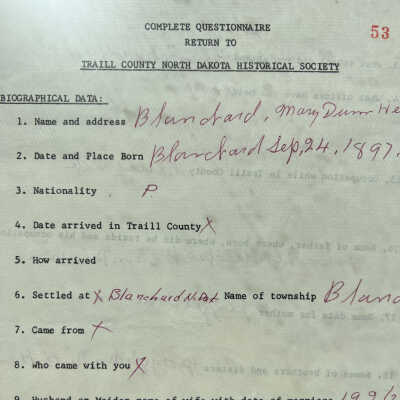 53
COMPLETE QUESTIONNAIRE
RETURN TO
TRAILL COUNTY NORTH DAKOTA HISTORICAL SOCIETY
BIOGRAPHICAL DATA:
1. Name and address Blanchard, Mary Dunn He
2. Date and Place Born Blanchard Sep, 24, 1897.
3. Nationality P
4. Date arrived in Traill County X
5. How arrived
6. Settled at X Blanchard N. Dak Name of township Blanc
7. Came from X
8. Who came with you X
9. Husband or Maiden name of wife with date of marriage